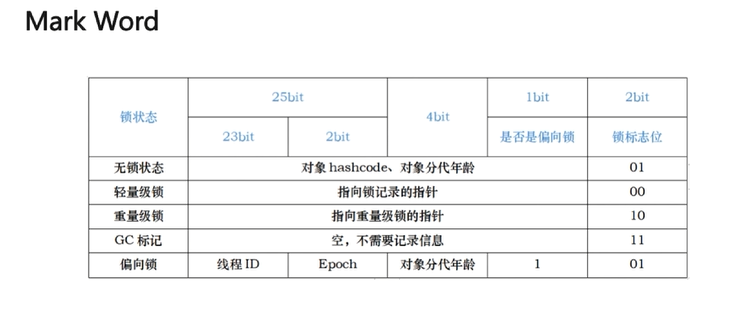 Mark Word
锁状态 25bit 4bit 1bit 2bit
23bit 2bit 是否是偏向锁 锁标志位
无锁状态 对象 hashcode、对象分代年龄 01
轻量级锁 指向锁记录的指针 00
重量级锁 指向重量级锁的指针 10
GC 标记 空，不需要记录信息 11
偏向锁 线程 ID Epoch 对象分代年龄 1 01